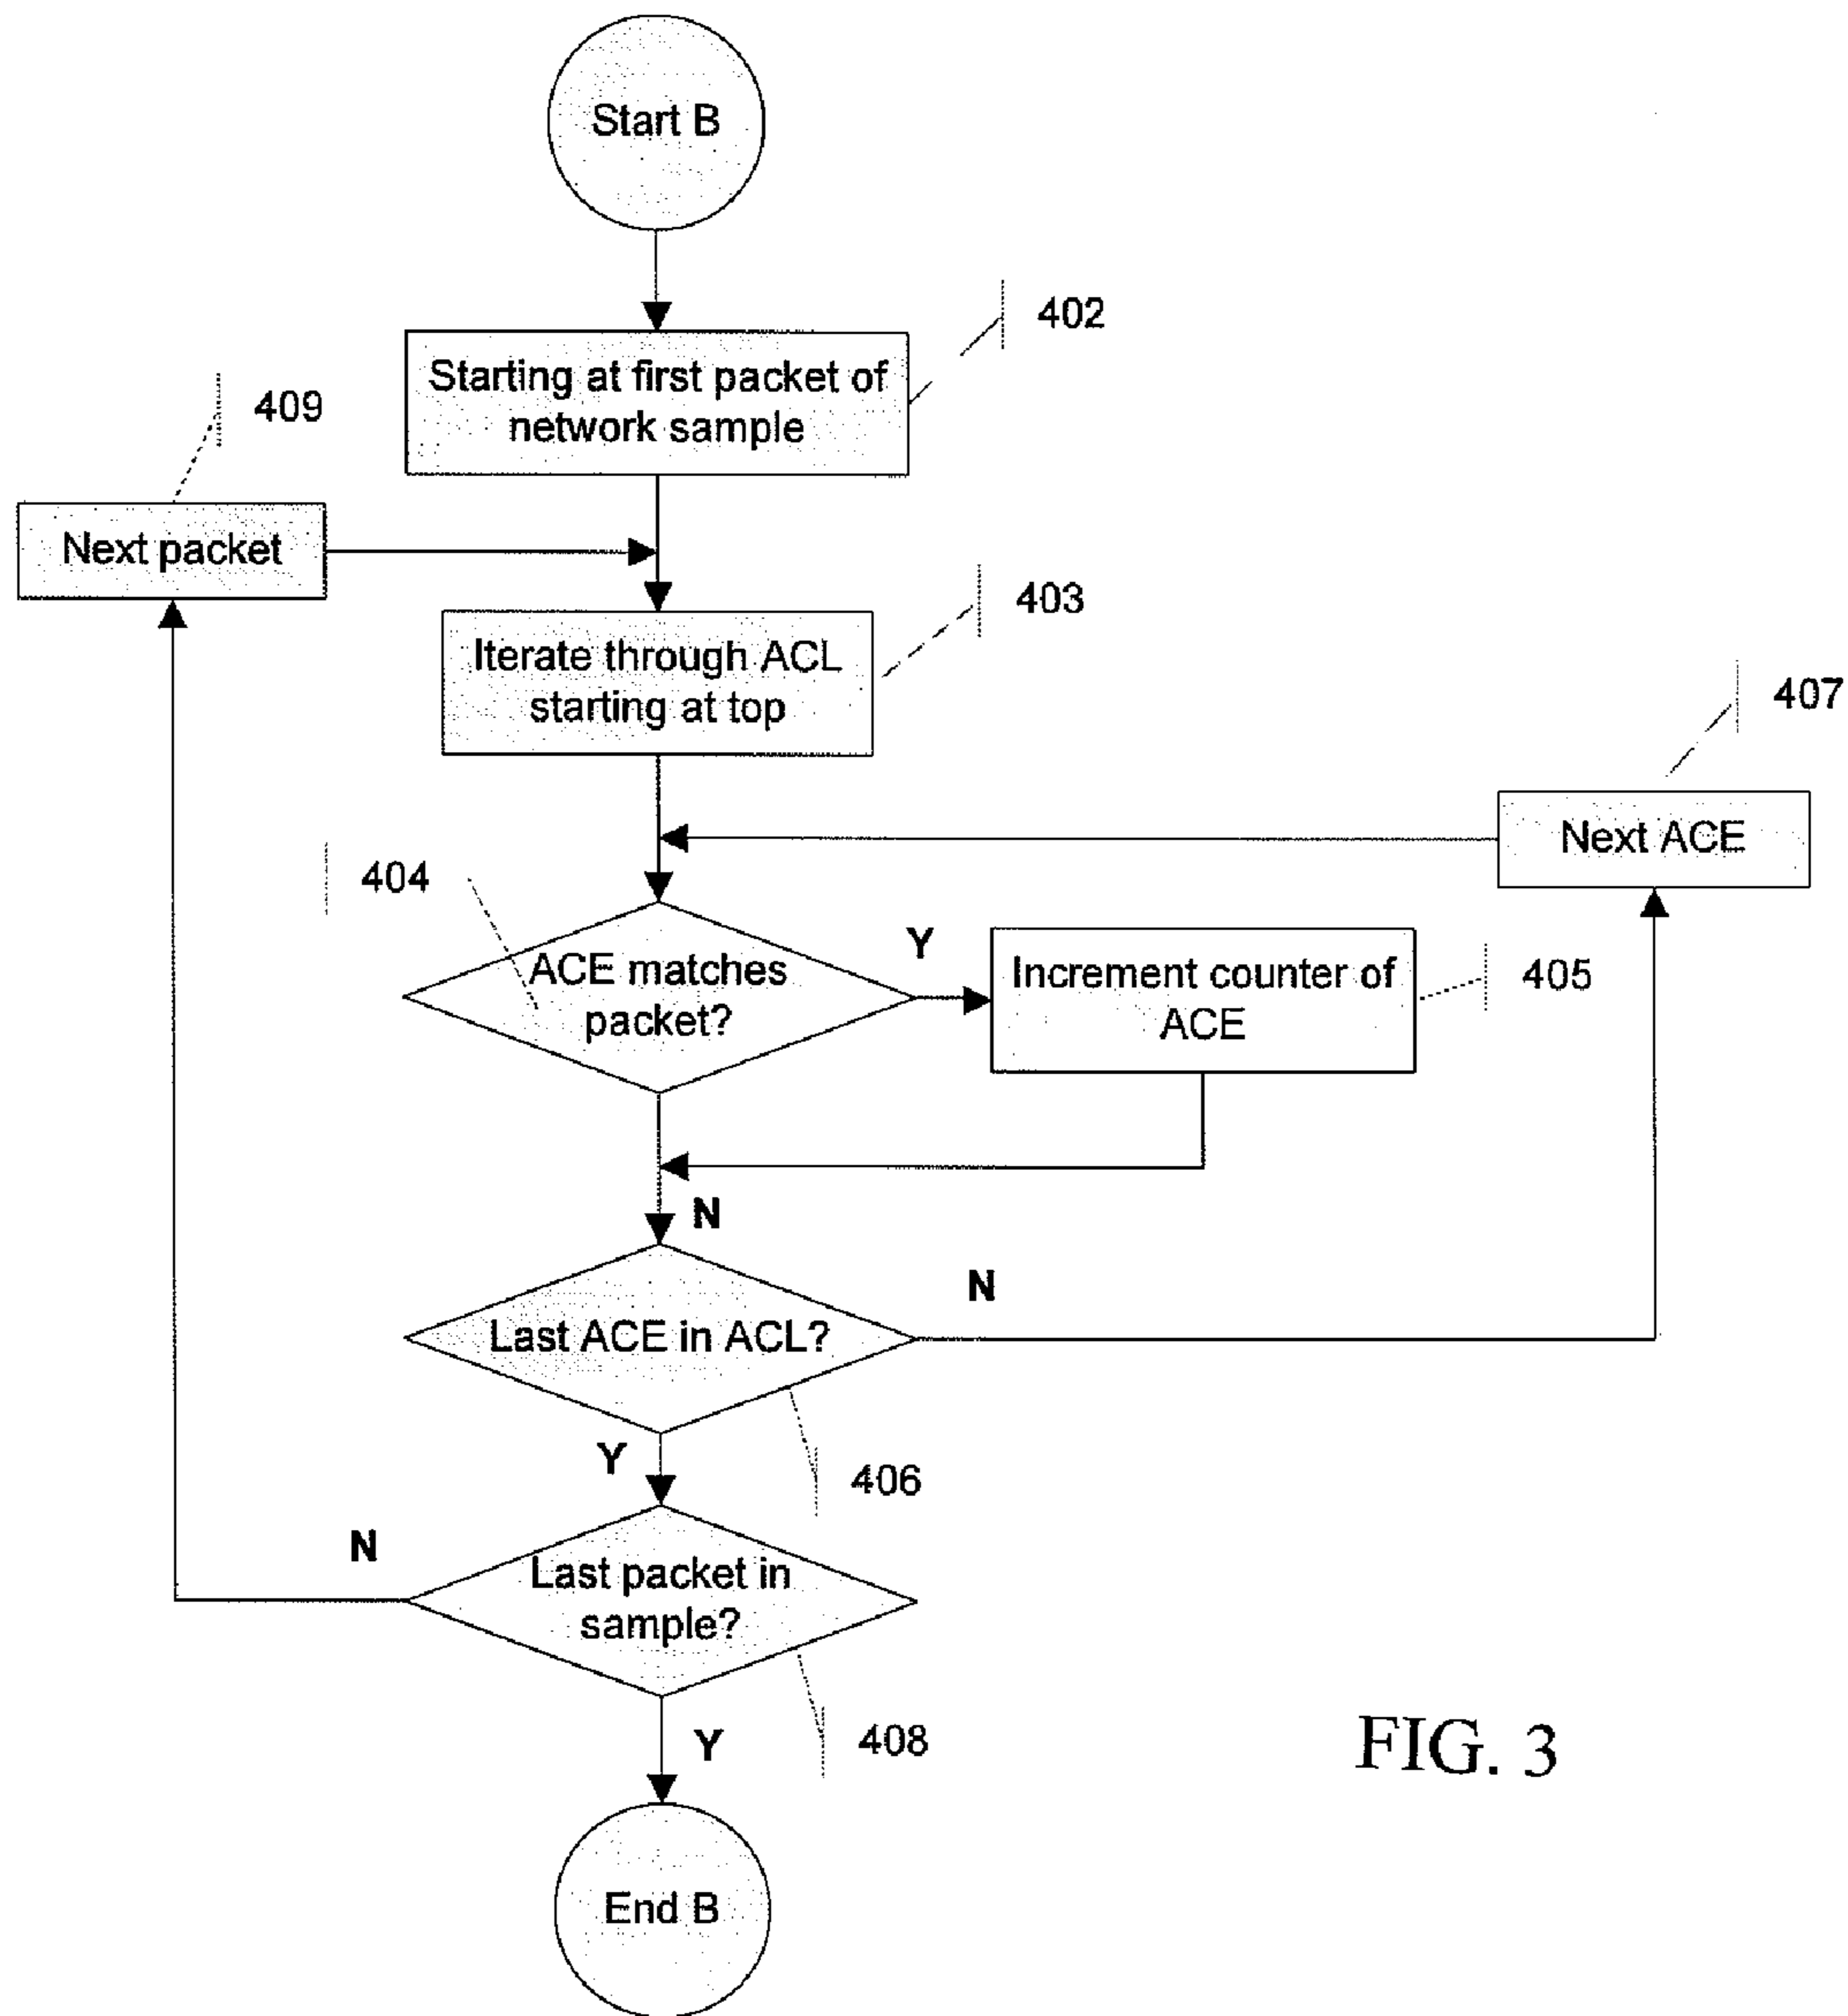 Start B
402
Starting at first packet of
network sample
409
Next packet
403
Iterate through ACL
starting at top
407
Next ACE
404
ACE matches
packet?
Y
Increment counter of
ACE
405
N
Last ACE in ACL?
N
Y
406
N
Last packet in
sample?
Y
408
FIG. 3
End B